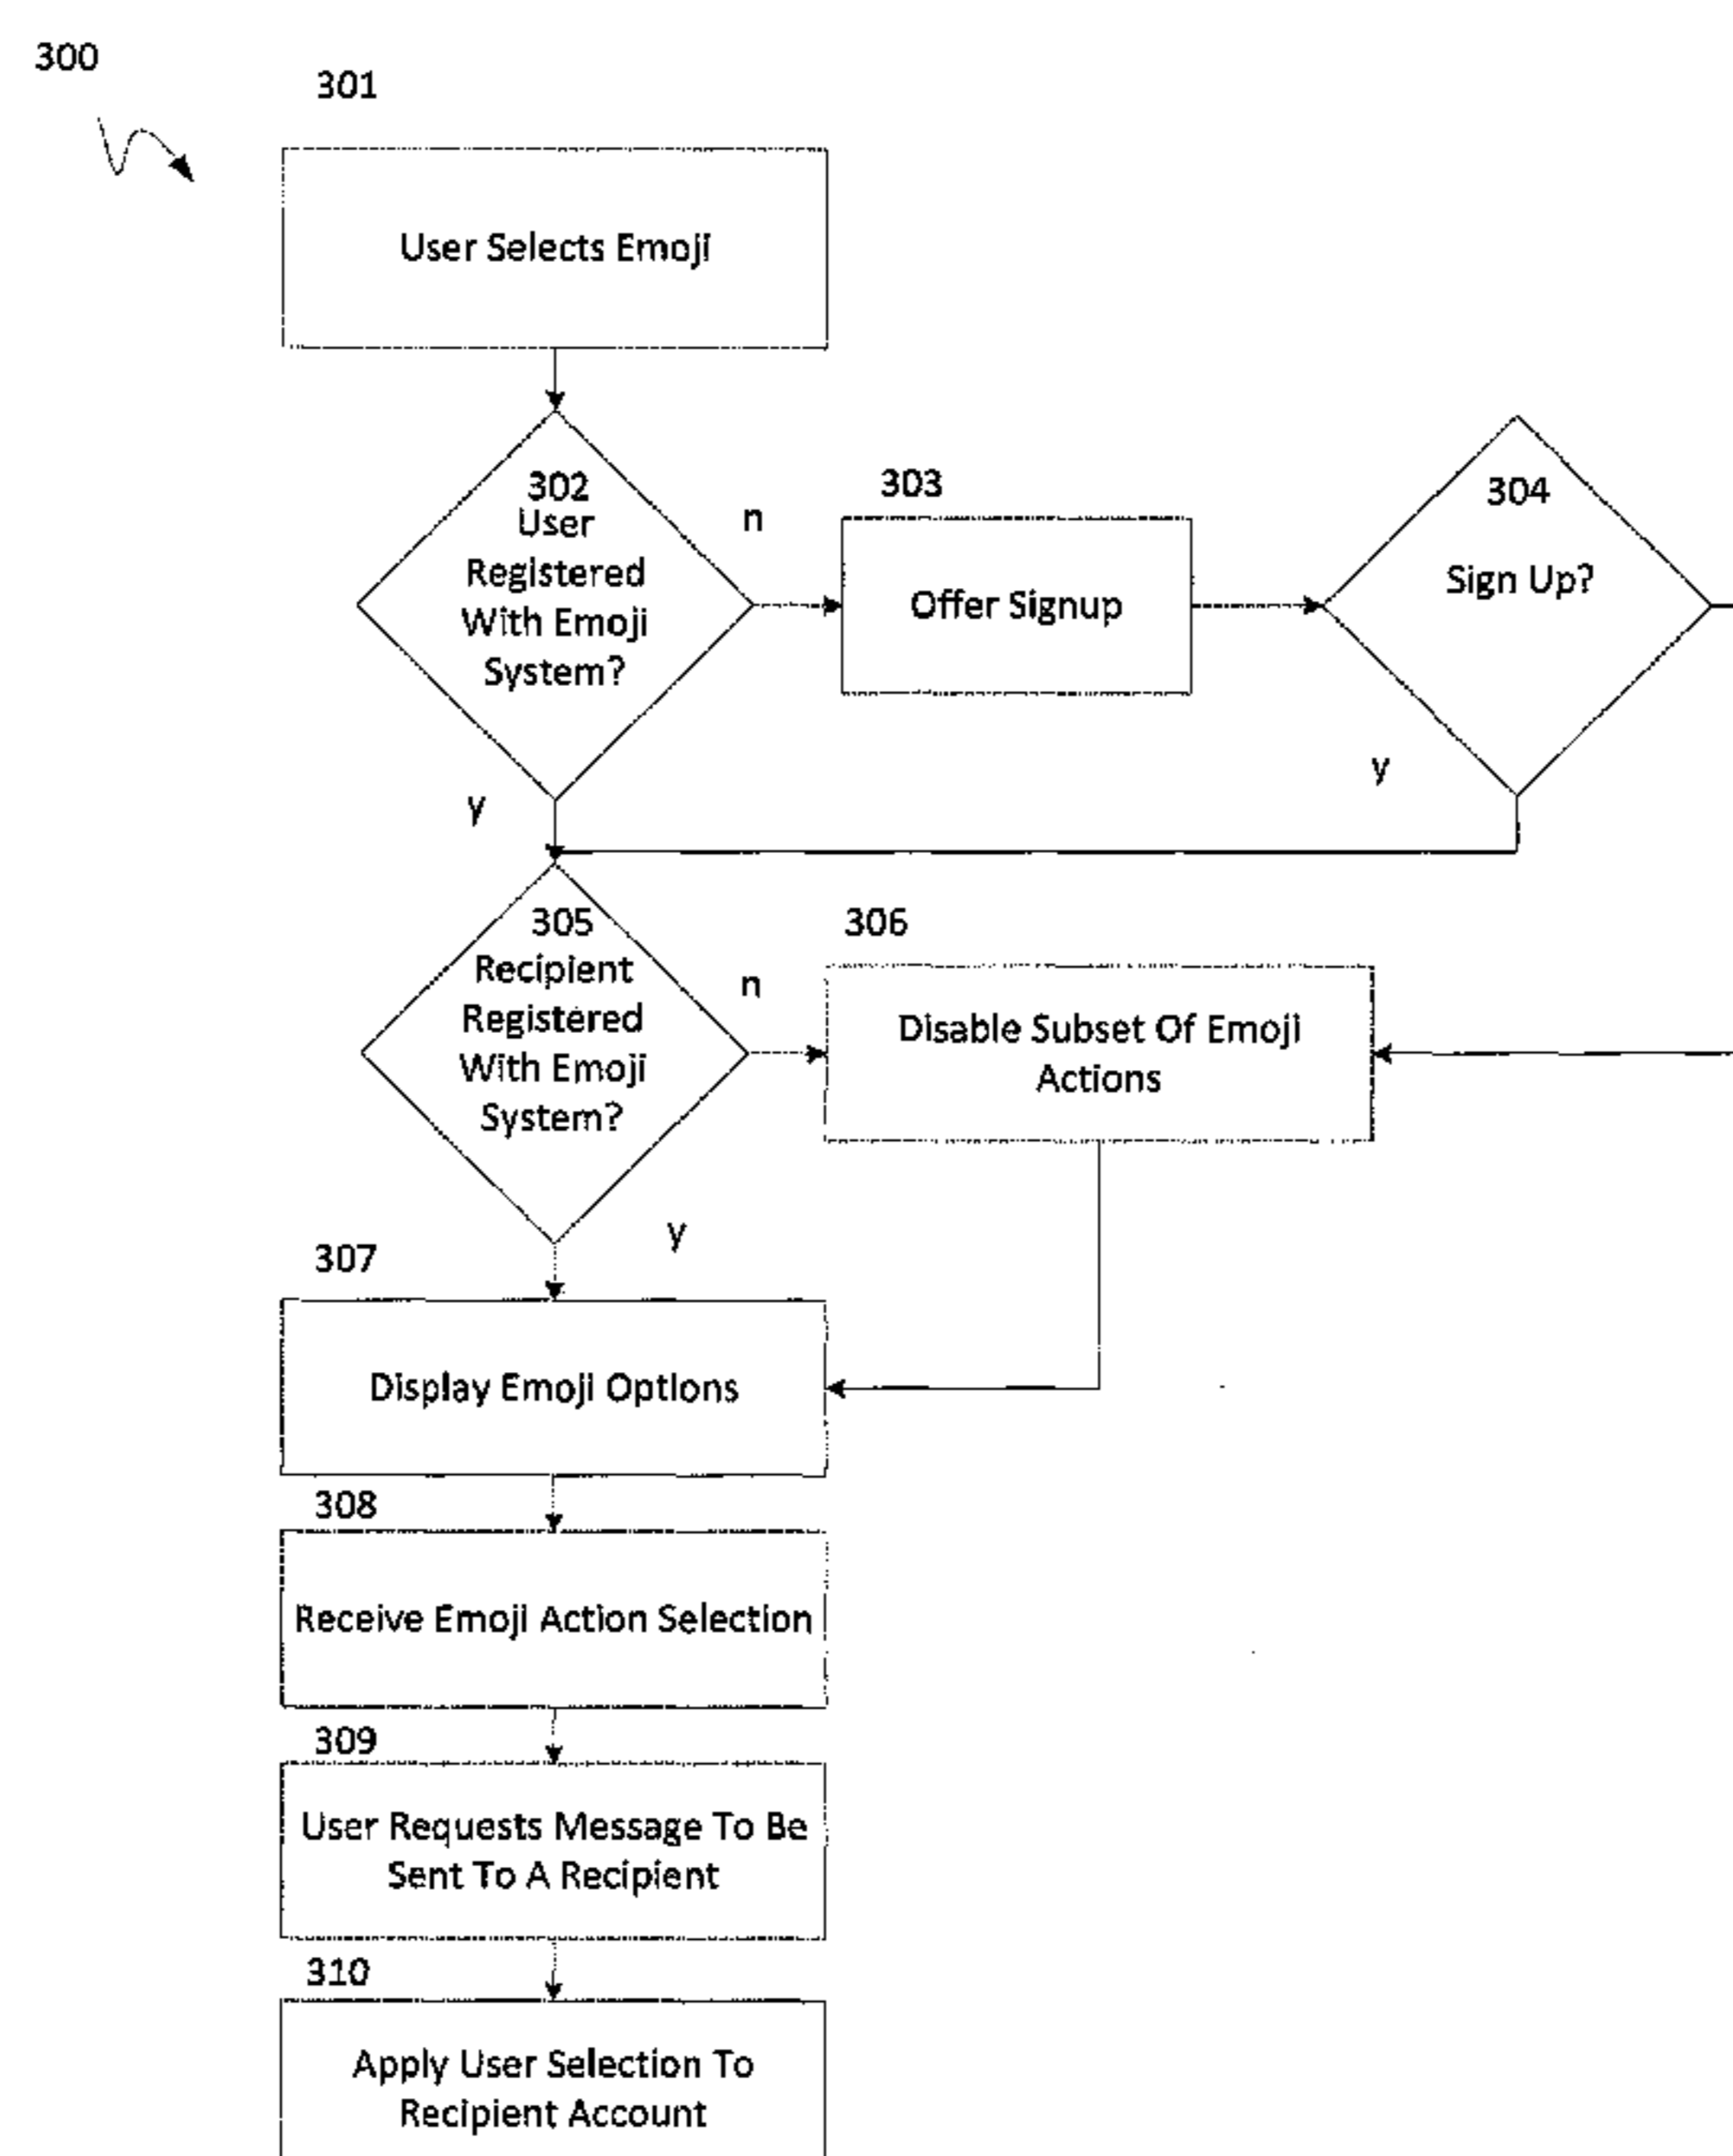 300
301
User Selects Emoji
302
User
Registered
With Emoji
System?
n
303
Offer Signup
304
Sign Up?
y
y
305
Recipient
Registered
With Emoji
System?
n
306
Disable Subset Of Emoji
Actions
y
307
Display Emoji Options
308
Receive Emoji Action Selection
309
User Requests Message To Be
Sent To A Recipient
310
Apply User Selection To
Recipient Account